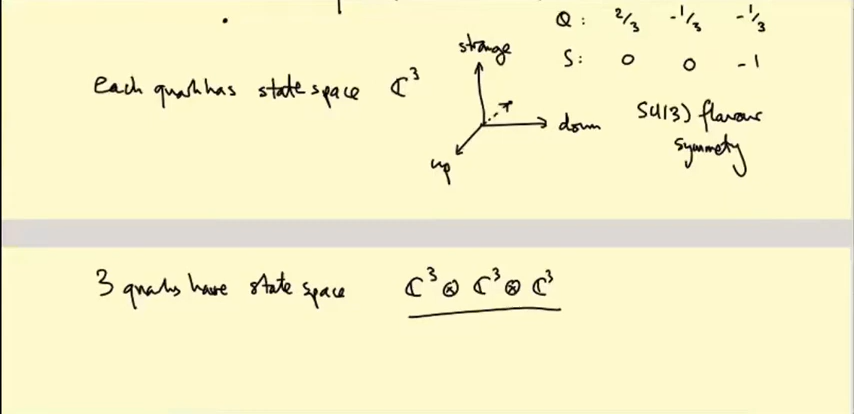 Q: 2/3 -1/3 -1/3
strange
S: 0 0 -1
each quark has state space ℂ³
down
SU(3) flavour
symmetry
up
3 quarks have state space ℂ³ ⊗ ℂ³ ⊗ ℂ³